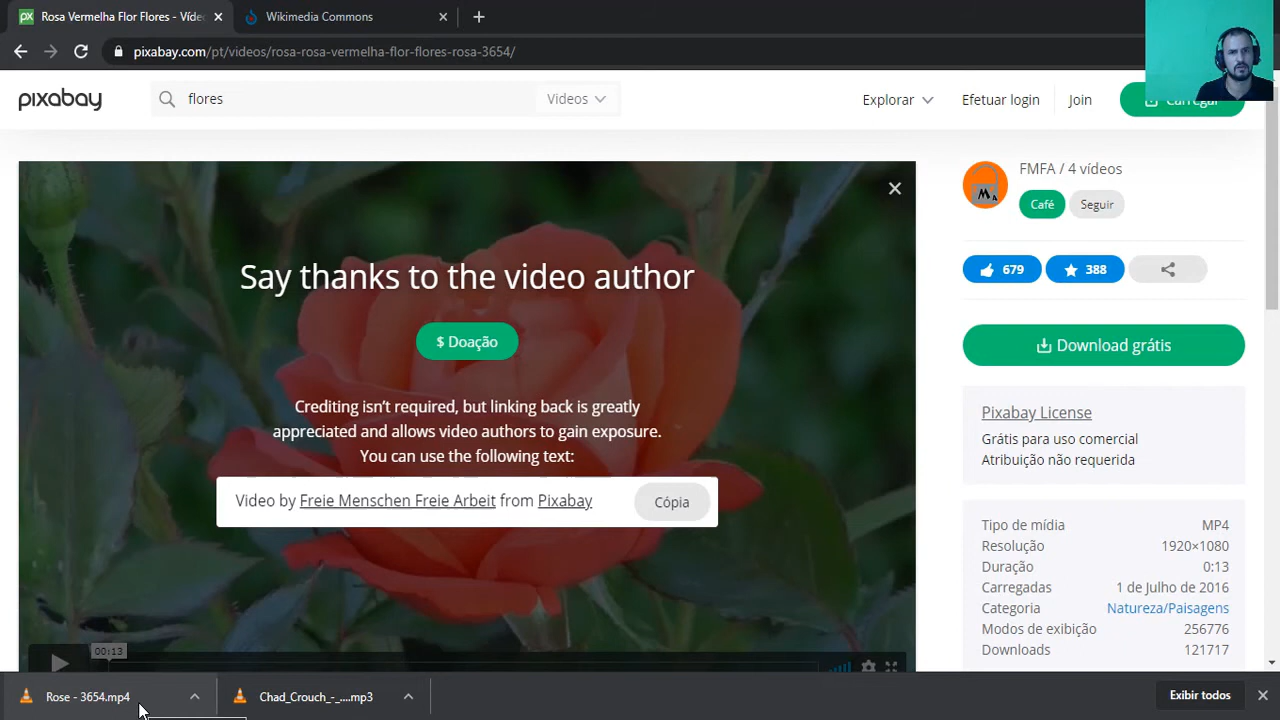 Rosa Vermelha Flor Flores - Víde
Wikimedia Commons
pixabay.com/pt/videos/rosa-rosa-vermelha-flor-flores-rosa-3654/
pixabay
flores
Videos
Explorar
Efetuar login
Join
Carregar
FMFA / 4 vídeos
Café
Seguir
Say thanks to the video author
$ Doação
679
388
Crediting isn't required, but linking back is greatly
appreciated and allows video authors to gain exposure.
You can use the following text:
Video by Freie Menschen Freie Arbeit from Pixabay
Cópia
Download grátis
Pixabay License
Grátis para uso comercial
Atribuição não requerida
Tipo de mídia MP4
Resolução 1920×1080
Duração 0:13
Carregadas 1 de Julho de 2016
Categoria Natureza/Paisagens
Modos de exibição 256776
Downloads 121717
00:13
Rose - 3654.mp4
Chad_Crouch_-_....mp3
Exibir todos